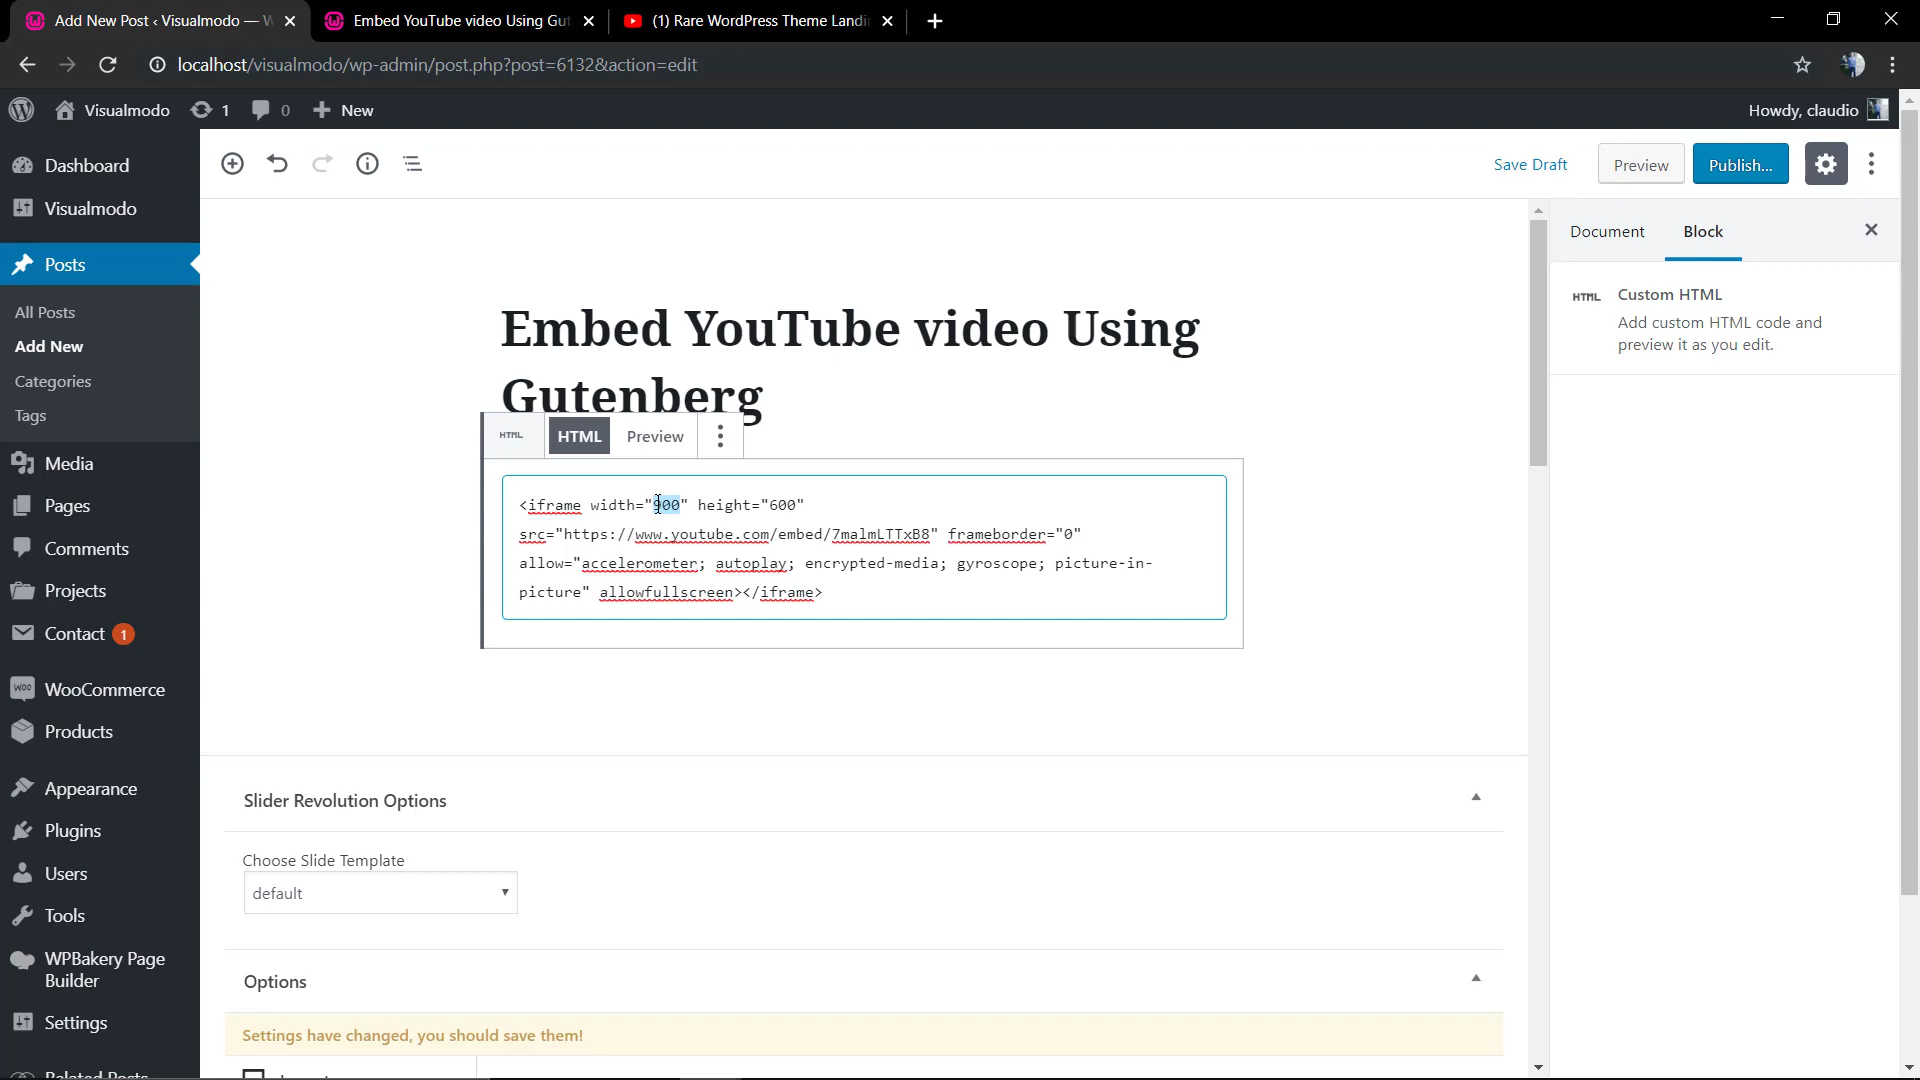 Add New Post ‹ Visualmodo —
Embed YouTube video Using Gut
(1) Rare WordPress Theme Landi
localhost/visualmodo/wp-admin/post.php?post=6132&action=edit
Visualmodo
1
0
New
Howdy, claudio
Dashboard
Visualmodo
Posts
All Posts
Add New
Categories
Tags
Media
Pages
Comments
Projects
Contact 1
WooCommerce
Products
Appearance
Plugins
Users
Tools
WPBakery Page
Builder
Settings
Related Posts
Save Draft
Preview
Publish...
Embed YouTube video Using
Gutenberg
HTML
HTML
Preview
<iframe width="900" height="600"
src="https://www.youtube.com/embed/7malmLTTxB8" frameborder="0"
allow="accelerometer; autoplay; encrypted-media; gyroscope; picture-in-
picture" allowfullscreen></iframe>
Slider Revolution Options
Choose Slide Template
default
Options
Settings have changed, you should save them!
Document
Block
HTML
Custom HTML
Add custom HTML code and
preview it as you edit.